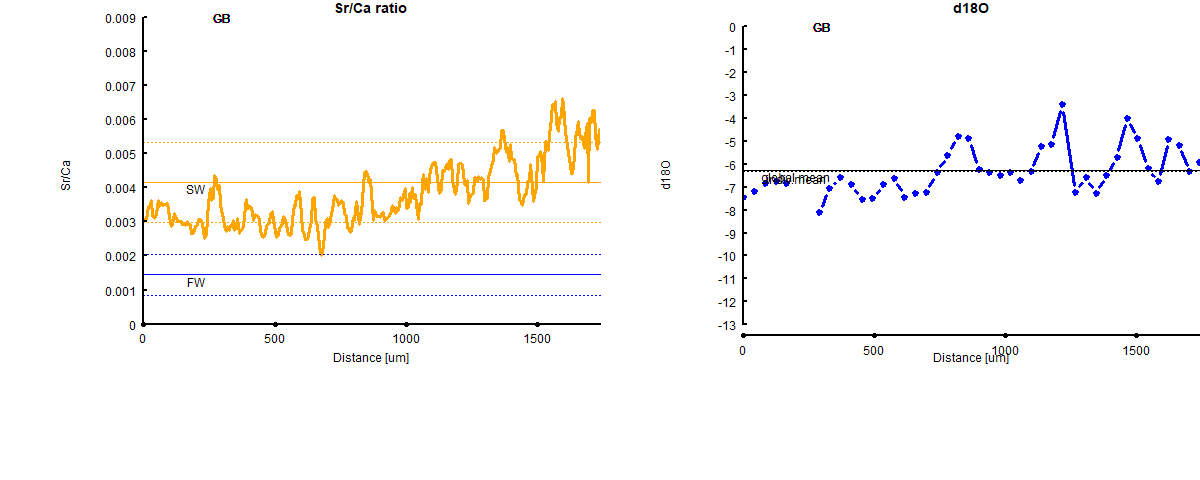 Sr/Ca ratio
GB
0.009
0.008
0.007
0.006
0.005
0.004
0.003
0.002
0.001
0
Sr/Ca
SW
FW
0
500
1000
1500
Distance [um]
d18O
GB
0
-1
-2
-3
-4
-5
-6
-7
-8
-9
-10
-11
-12
-13
d18O
global mean
global mean
0
500
1000
1500
Distance [um]